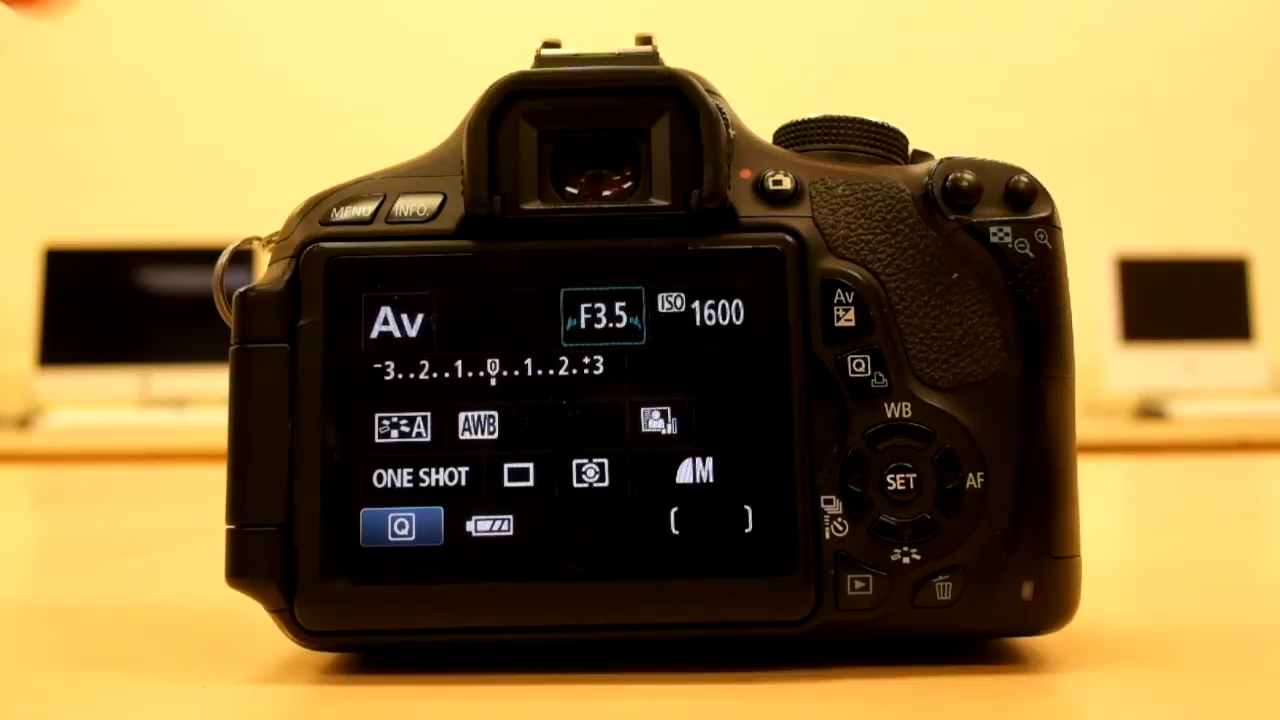 MENU INFO.
Av F3.5 ISO 1600
-3..2..1..0..1..2.:+3
A AWB
ONE SHOT M
Q [ ]
Av
Q
WB
SET AF